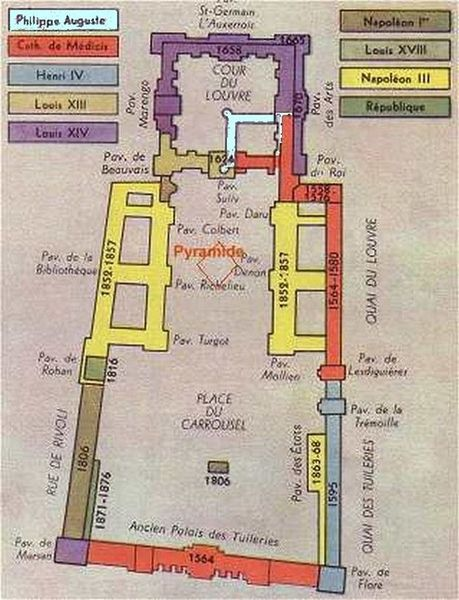 Philippe Auguste
Cath. de Médicis
Henri IV
Louis XIII
Louis XIV
Napoléon Iᵉʳ
Louis XVIII
Napoléon III
République
Pav.
St-Germain
L'Auxerrois
1658
1665
COUR
DU
LOUVRE
Pav.
Marengo
1670
Pav.
des Arts
Pav. de
Beauvais
1624
Pav.
Sully
Pav.
du Roi
Pav. Daru
Pav. Colbert
Pyramide
Pav.
Denon
Pav. de la
Bibliothèque
1852-1857
Pav. Richelieu
1852-1857
1564-1580
QUAI DU LOUVRE
Pav. Turgot
Pav.
Mollien
Pav. de
Rohan
1816
Pav. de
Lesdiguières
PLACE
DU
CARROUSEL
Pav. de la
Trémoille
RUE DE RIVOLI
1806
1871-1876
1806
Pav. des États
1863-68
1595
QUAI DES TUILERIES
Ancien Palais des Tuileries
1564
Pav. de
Marsan
Pav. de
Flore